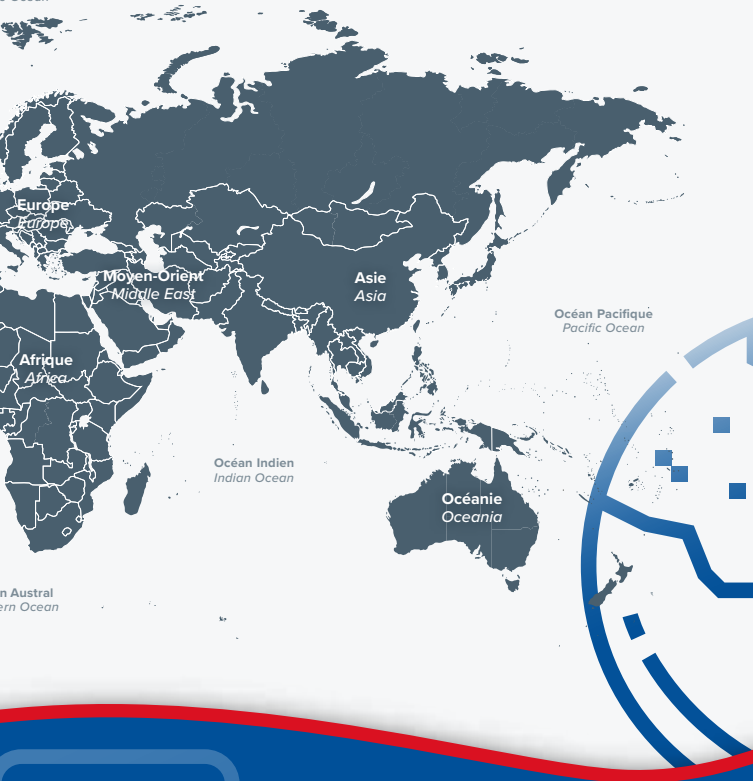 Europe
Europe
Moyen-Orient
Middle East
Asie
Asia
Océan Pacifique
Pacific Ocean
Afrique
Africa
Océan Indien
Indian Ocean
Océanie
Oceania
n Austral
ern Ocean